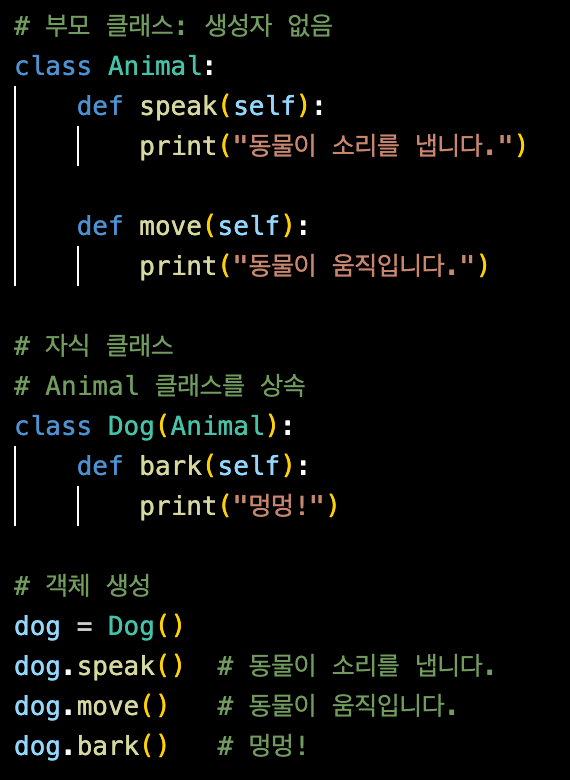 # 부모 클래스: 생성자 없음
class Animal:
    def speak(self):
        print("동물이 소리를 냅니다.")

    def move(self):
        print("동물이 움직입니다.")

# 자식 클래스
# Animal 클래스를 상속
class Dog(Animal):
    def bark(self):
        print("멍멍!")

# 객체 생성
dog = Dog()
dog.speak()  # 동물이 소리를 냅니다.
dog.move()   # 동물이 움직입니다.
dog.bark()   # 멍멍!